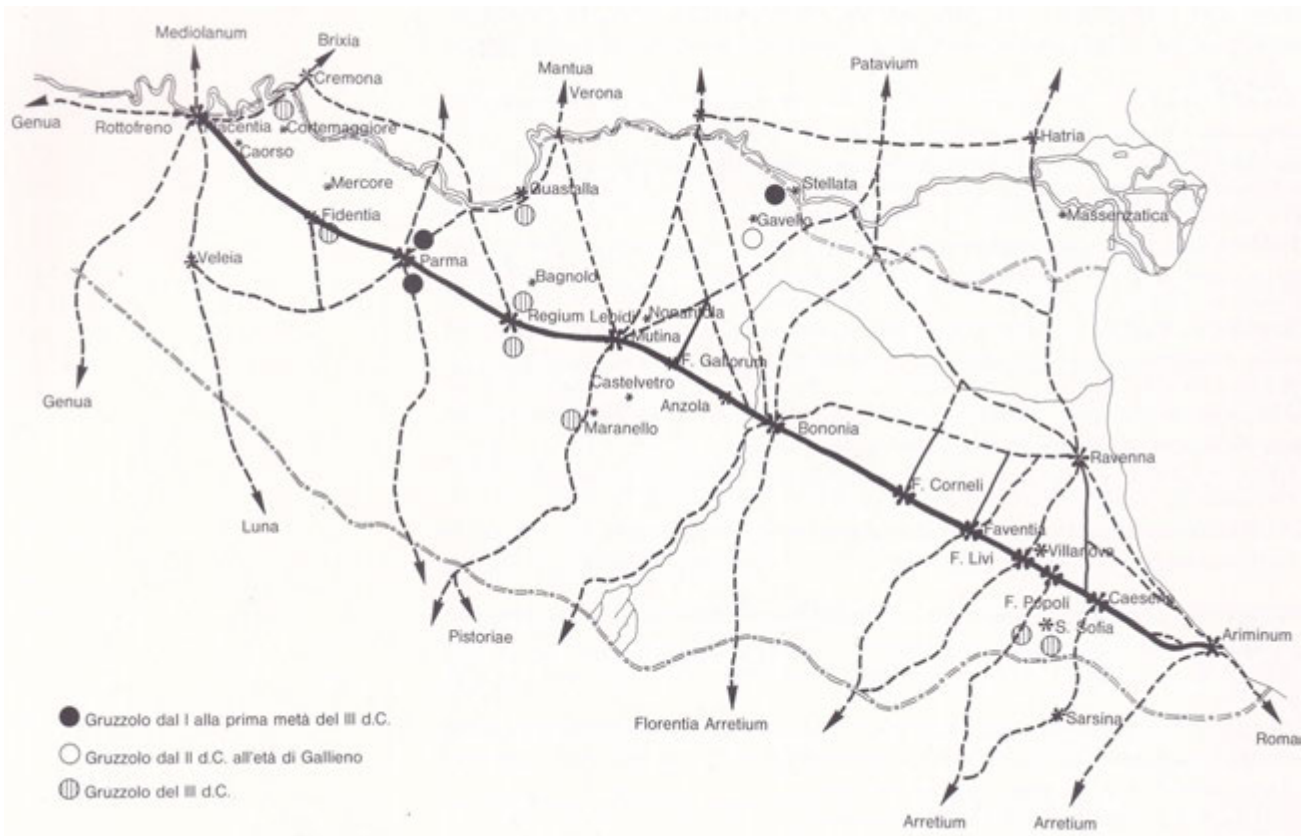 Mediolanum
Brixia
Cremona
Mantua
Verona
Patavium
Genua
Rottofreno
Placentia
Cortemaggiore
Caorso
Hatria
Mercore
Guastalla
Stellata
Gavello
Massenzatica
Fidentia
Veleia
Parma
Bagnolo
Regium Lepidi
Nonantola
Mutina
F. Gallorum
Genua
Castelvetro
Anzola
Maranello
Bononia
Ravenna
F. Corneli
Luna
Faventia
Villanova
F. Livi
F. Popoli
Caesena
S. Sofia
Pistoriae
Ariminum
Florentia Arretium
Sarsina
Roma
Gruzzolo dal I alla prima metà del III d.C.
Gruzzolo dal II d.C. all'età di Gallieno
Gruzzolo del III d.C.
Arretium
Arretium